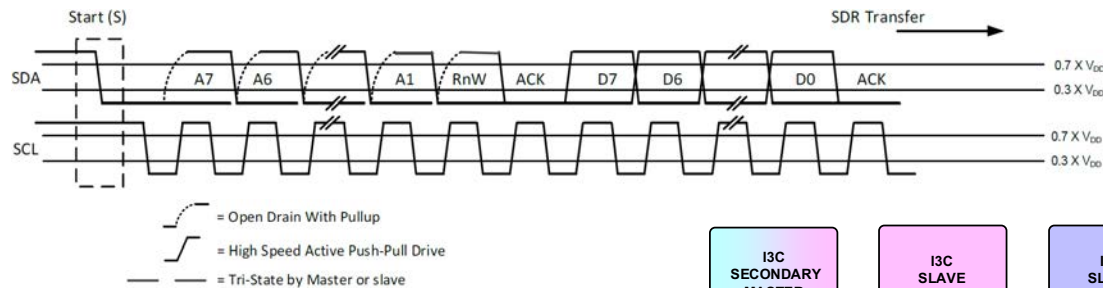 Start (S)
SDR Transfer
SDA
A7
A6
A1
RnW
ACK
D7
D6
D0
ACK
0.7 X VDD
0.3 X VDD
SCL
0.7 X VDD
0.3 X VDD
= Open Drain With Pullup
= High Speed Active Push-Pull Drive
= Tri-State by Master or slave
I3C
SECONDARY
I3C
SLAVE